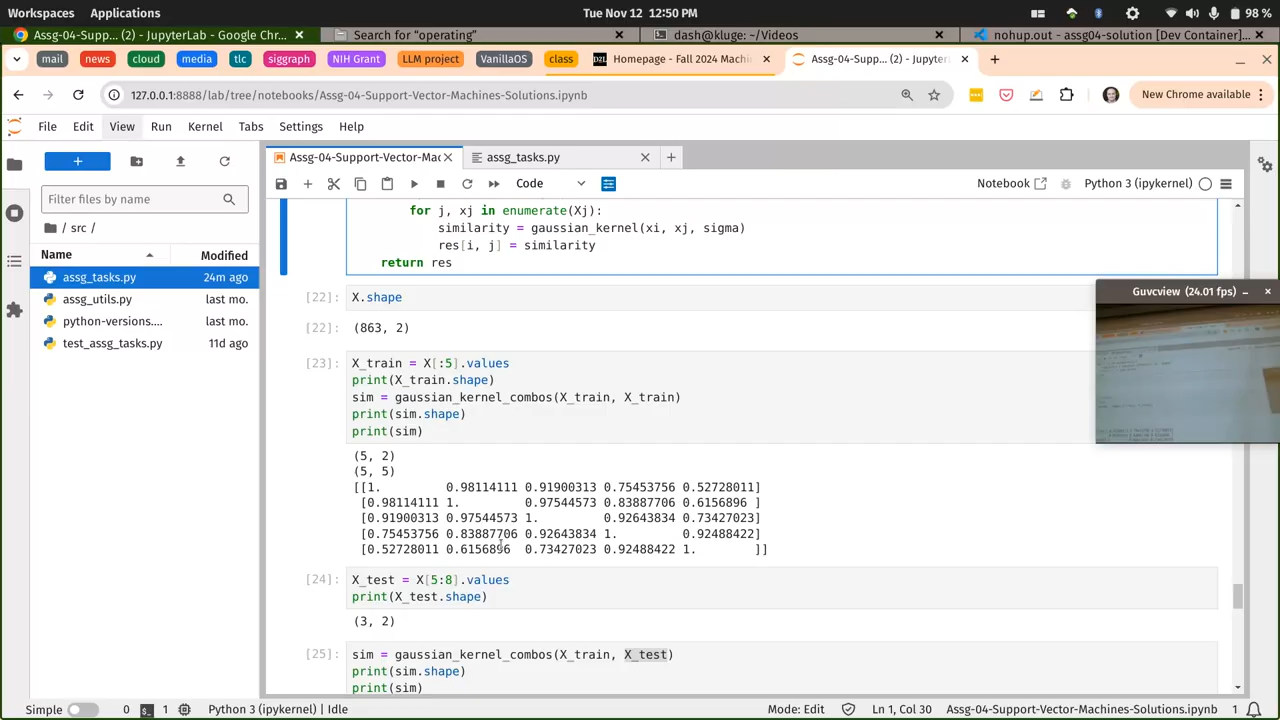 Workspaces Applications Tue Nov 12 12:50 PM 98 %
Assg-04-Supp... (2) - JupyterLab - Google Chr... Search for “operating” dash@kluge: ~/Videos nohup.out - assg04-solution [Dev Container]...
mail news cloud media tlc siggraph NIH Grant LLM project VanillaOS class D2L Homepage - Fall 2024 Machi Assg-04-Supp... (2) - Jupyter
127.0.0.1:8888/lab/tree/notebooks/Assg-04-Support-Vector-Machines-Solutions.ipynb New Chrome available
File Edit View Run Kernel Tabs Settings Help
Assg-04-Support-Vector-Mac assg_tasks.py
Code Notebook Python 3 (ipykernel)
Filter files by name
/ src /
Name Modified
assg_tasks.py 24m ago
assg_utils.py last mo.
python-versions.... last mo.
test_assg_tasks.py 11d ago
for j, xj in enumerate(Xj):
similarity = gaussian_kernel(xi, xj, sigma)
res[i, j] = similarity
return res
[22]: X.shape
[22]: (863, 2)
Guvcview (24.01 fps)
[23]: X_train = X[:5].values
print(X_train.shape)
sim = gaussian_kernel_combos(X_train, X_train)
print(sim.shape)
print(sim)
(5, 2)
(5, 5)
[[1. 0.98114111 0.91900313 0.75453756 0.52728011]
[0.98114111 1. 0.97544573 0.83887706 0.6156896 ]
[0.91900313 0.97544573 1. 0.92643834 0.73427023]
[0.75453756 0.83887706 0.92643834 1. 0.92488422]
[0.52728011 0.6156896 0.73427023 0.92488422 1. ]]
[24]: X_test = X[5:8].values
print(X_test.shape)
(3, 2)
[25]: sim = gaussian_kernel_combos(X_train, X_test)
print(sim.shape)
print(sim)
Simple 0 1 Python 3 (ipykernel) | Idle Mode: Edit Ln 1, Col 30 Assg-04-Support-Vector-Machines-Solutions.ipynb 1